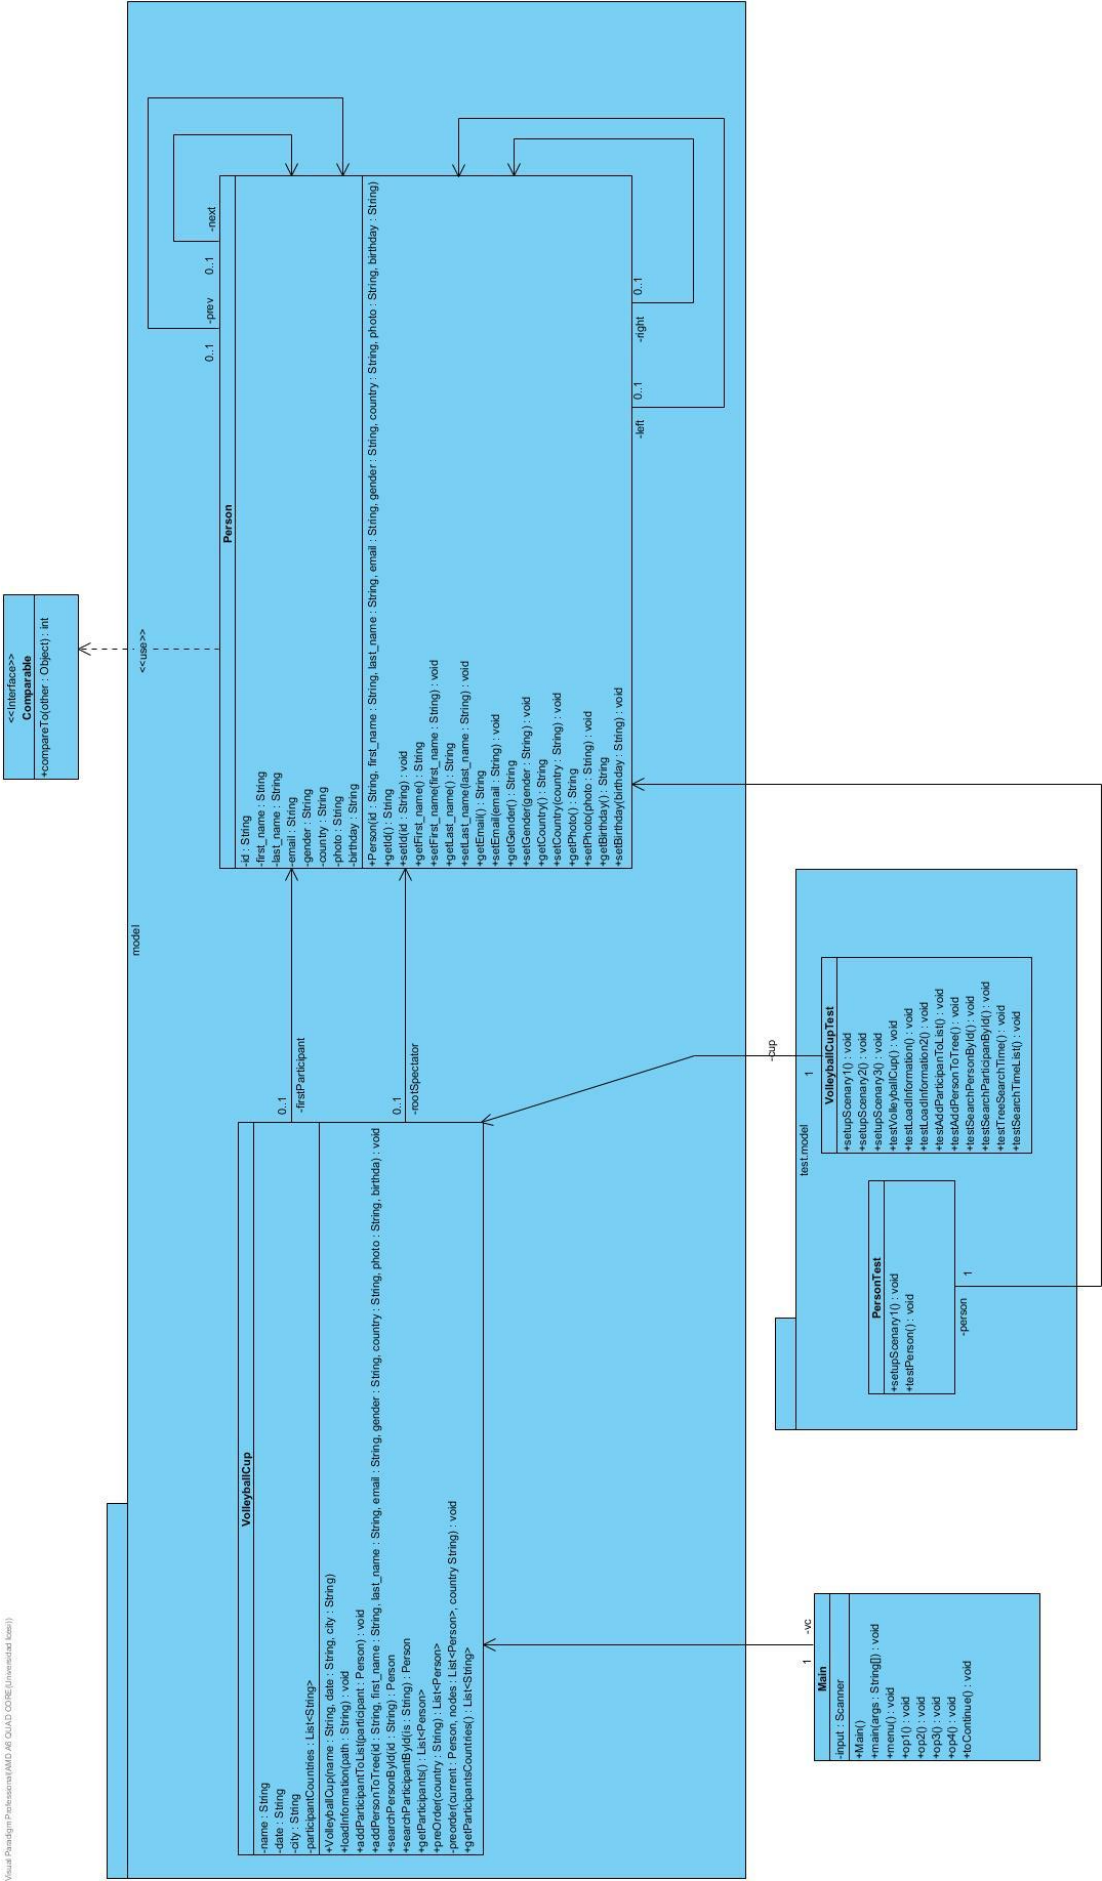 Visual Paradigm Professional(AMD A6 QUAD CORE(Universidad Icesi))
<<Interface>>
Comparable
+compareTo(other : Object) : int
<<use>>
model
VolleyballCup
-name : String
-date : String
-city : String
-participantCountries : List<String>
+VolleyballCup(name : String, date : String, city : String)
+loadInformation(path : String) : void
+addParticipantToList(participant : Person) : void
+addPersonToTree(id : String, first_name : String, last_name : String, email : String, gender : String, country : String, photo : String, birthda) : void
+searchPersonById(id : String) : Person
+searchParticipantById(is : String) : Person
+getParticipants() : List<Person>
+preOrder(country : String) : List<Person>
-preorder(current : Person, nodes : List<Person>, country String) : void
+getParticipantsCountries() : List<String>
0..1
-firstParticipant
0..1
-rootSpectator
Person
-id : String
-first_name : String
-last_name : String
-email : String
-gender : String
-country : String
-photo : String
-birthday : String
+Person(id : String, first_name : String, last_name : String, email : String, gender : String, country : String, photo : String, birthday : String)
+getId() : String
+setId(id : String) : void
+getFirst_name() : String
+setFirst_name(first_name : String) : void
+getLast_name() : String
+setLast_name(last_name : String) : void
+getEmail() : String
+setEmail(email : String) : void
+getGender() : String
+setGender(gender : String) : void
+getCountry() : String
+setCountry(country : String) : void
+getPhoto() : String
+setPhoto(photo : String) : void
+getBirthday() : String
+setBirthday(birthday : String) : void
0..1
-prev
0..1
-next
-left
0..1
-right
0..1
Main
-input : Scanner
+Main()
+main(args : String[]) : void
+menu() : void
+op1() : void
+op2() : void
+op3() : void
+op4() : void
+toContinue() : void
1
-vc
test.model
PersonTest
+setupScenary1() : void
+testPerson() : void
-person
1
VolleyballCupTest
+setupScenary1() : void
+setupScenary2() : void
+setupScenary3() : void
+testVolleyballCup() : void
+testLoadInformation() : void
+testLoadInformation2() : void
+testAddParticipanToList() : void
+testAddPersonToTree() : void
+testSearchPersonById() : void
+testSearchParticipanById() : void
+testTreeSearchTime() : void
+testSearchTimeList() : void
1
-cup